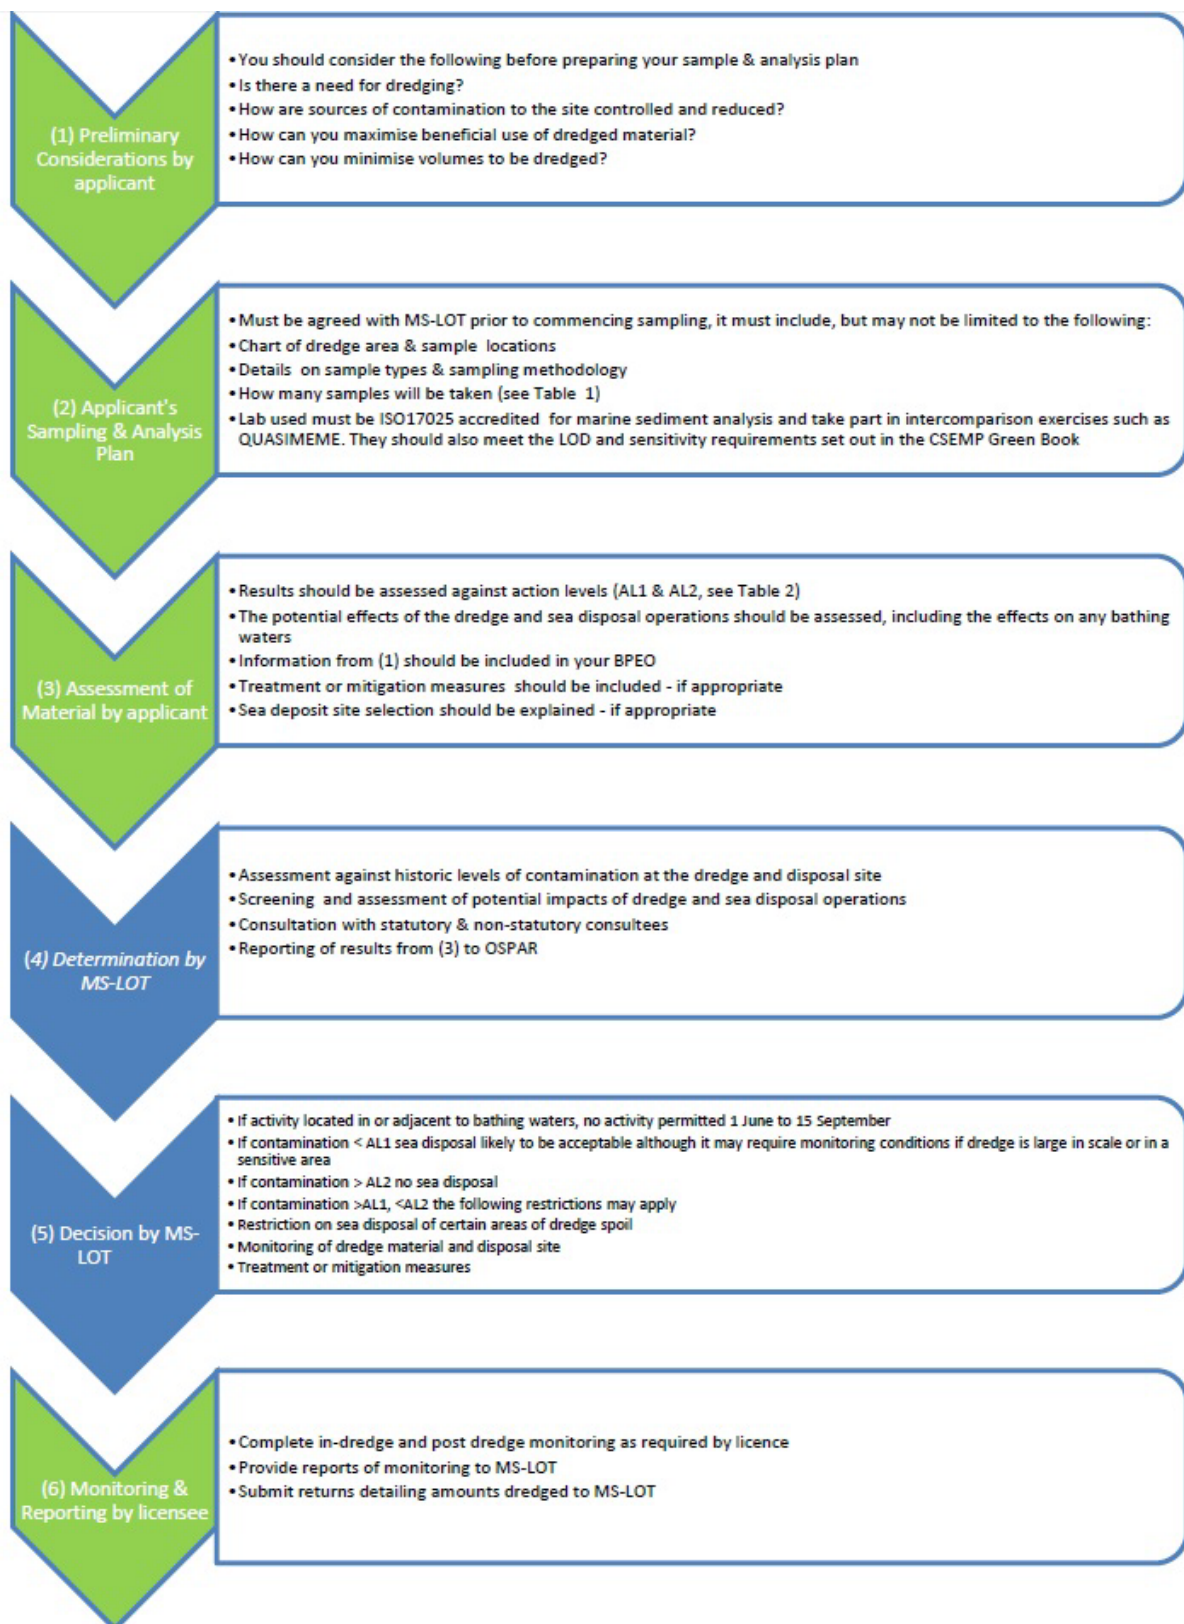 (1) Preliminary
Considerations by
applicant
•You should consider the following before preparing your sample & analysis plan
•Is there a need for dredging?
•How are sources of contamination to the site controlled and reduced?
•How can you maximise beneficial use of dredged material?
•How can you minimise volumes to be dredged?
(2) Applicant's
Sampling & Analysis
Plan
•Must be agreed with MS-LOT prior to commencing sampling, it must include, but may not be limited to the following:
•Chart of dredge area & sample locations
•Details on sample types & sampling methodology
•How many samples will be taken (see Table 1)
•Lab used must be ISO17025 accredited for marine sediment analysis and take part in intercomparison exercises such as
QUASIMEME. They should also meet the LOD and sensitivity requirements set out in the CSEMP Green Book
(3) Assessment of
Material by applicant
•Results should be assessed against action levels (AL1 & AL2, see Table 2)
•The potential effects of the dredge and sea disposal operations should be assessed, including the effects on any bathing
waters
•Information from (1) should be included in your BPEO
•Treatment or mitigation measures should be included - if appropriate
•Sea deposit site selection should be explained - if appropriate
(4) Determination by
MS-LOT
•Assessment against historic levels of contamination at the dredge and disposal site
•Screening and assessment of potential impacts of dredge and sea disposal operations
•Consultation with statutory & non-statutory consultees
•Reporting of results from (3) to OSPAR
(5) Decision by MS-
LOT
•If activity located in or adjacent to bathing waters, no activity permitted 1 June to 15 September
•If contamination < AL1 sea disposal likely to be acceptable although it may require monitoring conditions if dredge is large in scale or in a
sensitive area
•If contamination > AL2 no sea disposal
•If contamination >AL1, <AL2 the following restrictions may apply
•Restriction on sea disposal of certain areas of dredge spoil
•Monitoring of dredge material and disposal site
•Treatment or mitigation measures
(6) Monitoring &
Reporting by licensee
•Complete in-dredge and post dredge monitoring as required by licence
•Provide reports of monitoring to MS-LOT
•Submit returns detailing amounts dredged to MS-LOT